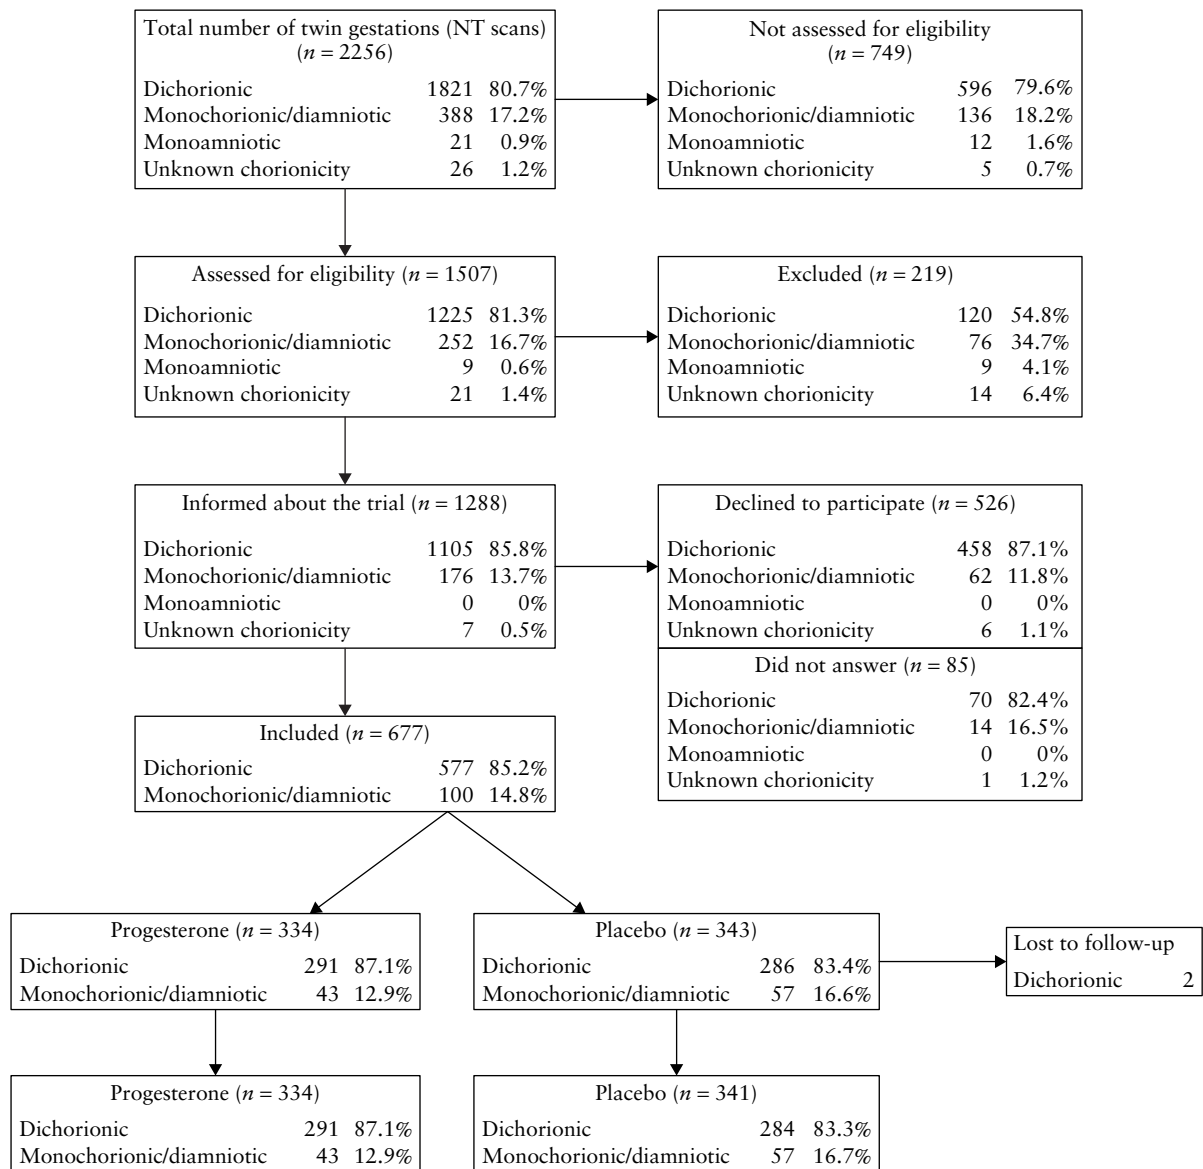 Total number of twin gestations (NT scans)
(n = 2256)
Dichorionic 1821 80.7%
Monochorionic/diamniotic 388 17.2%
Monoamniotic 21 0.9%
Unknown chorionicity 26 1.2%
Not assessed for eligibility
(n = 749)
Dichorionic 596 79.6%
Monochorionic/diamniotic 136 18.2%
Monoamniotic 12 1.6%
Unknown chorionicity 5 0.7%
Assessed for eligibility (n = 1507)
Dichorionic 1225 81.3%
Monochorionic/diamniotic 252 16.7%
Monoamniotic 9 0.6%
Unknown chorionicity 21 1.4%
Excluded (n = 219)
Dichorionic 120 54.8%
Monochorionic/diamniotic 76 34.7%
Monoamniotic 9 4.1%
Unknown chorionicity 14 6.4%
Informed about the trial (n = 1288)
Dichorionic 1105 85.8%
Monochorionic/diamniotic 176 13.7%
Monoamniotic 0 0%
Unknown chorionicity 7 0.5%
Declined to participate (n = 526)
Dichorionic 458 87.1%
Monochorionic/diamniotic 62 11.8%
Monoamniotic 0 0%
Unknown chorionicity 6 1.1%
Did not answer (n = 85)
Dichorionic 70 82.4%
Monochorionic/diamniotic 14 16.5%
Monoamniotic 0 0%
Unknown chorionicity 1 1.2%
Included (n = 677)
Dichorionic 577 85.2%
Monochorionic/diamniotic 100 14.8%
Progesterone (n = 334)
Dichorionic 291 87.1%
Monochorionic/diamniotic 43 12.9%
Placebo (n = 343)
Dichorionic 286 83.4%
Monochorionic/diamniotic 57 16.6%
Lost to follow-up
Dichorionic 2
Progesterone (n = 334)
Dichorionic 291 87.1%
Monochorionic/diamniotic 43 12.9%
Placebo (n = 341)
Dichorionic 284 83.3%
Monochorionic/diamniotic 57 16.7%